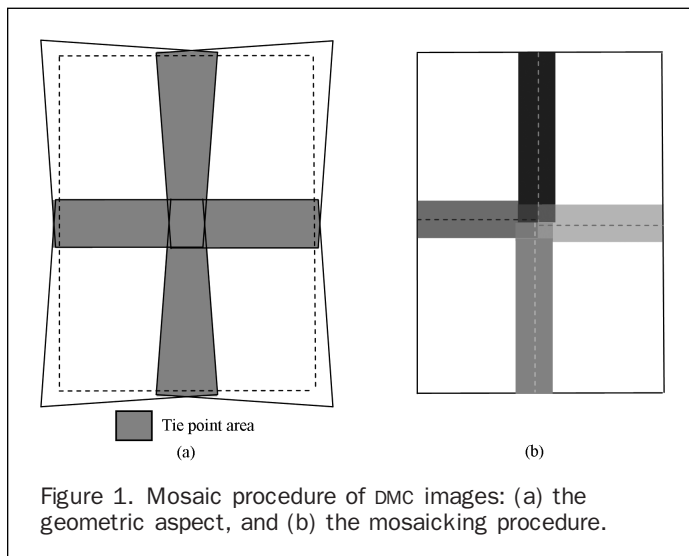 Tie point area
(a)
(b)
Figure 1. Mosaic procedure of DMC images: (a) the
geometric aspect, and (b) the mosaicking procedure.